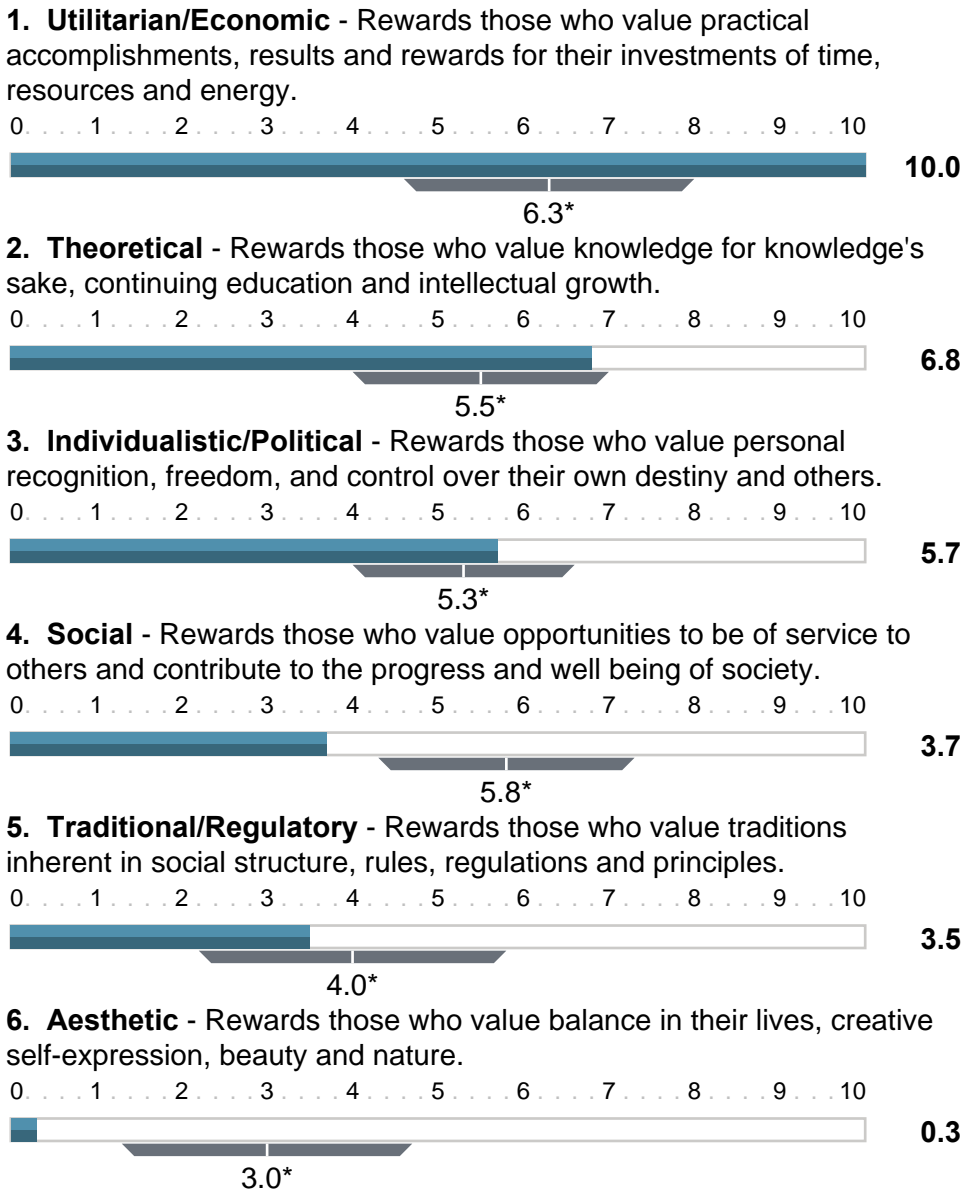 1. Utilitarian/Economic - Rewards those who value practical
accomplishments, results and rewards for their investments of time,
resources and energy.
0. . . . 1 . . . . 2 . . . . 3 . . . . 4 . . . . 5 . . . . 6 . . . . 7 . . . . 8 . . . . 9 . . . 10
10.0
6.3*
2. Theoretical - Rewards those who value knowledge for knowledge's
sake, continuing education and intellectual growth.
0. . . . 1 . . . . 2 . . . . 3 . . . . 4 . . . . 5 . . . . 6 . . . . 7 . . . . 8 . . . . 9 . . . 10
6.8
5.5*
3. Individualistic/Political - Rewards those who value personal
recognition, freedom, and control over their own destiny and others.
0. . . . 1 . . . . 2 . . . . 3 . . . . 4 . . . . 5 . . . . 6 . . . . 7 . . . . 8 . . . . 9 . . . 10
5.7
5.3*
4. Social - Rewards those who value opportunities to be of service to
others and contribute to the progress and well being of society.
0. . . . 1 . . . . 2 . . . . 3 . . . . 4 . . . . 5 . . . . 6 . . . . 7 . . . . 8 . . . . 9 . . . 10
3.7
5.8*
5. Traditional/Regulatory - Rewards those who value traditions
inherent in social structure, rules, regulations and principles.
0. . . . 1 . . . . 2 . . . . 3 . . . . 4 . . . . 5 . . . . 6 . . . . 7 . . . . 8 . . . . 9 . . . 10
3.5
4.0*
6. Aesthetic - Rewards those who value balance in their lives, creative
self-expression, beauty and nature.
0. . . . 1 . . . . 2 . . . . 3 . . . . 4 . . . . 5 . . . . 6 . . . . 7 . . . . 8 . . . . 9 . . . 10
0.3
3.0*